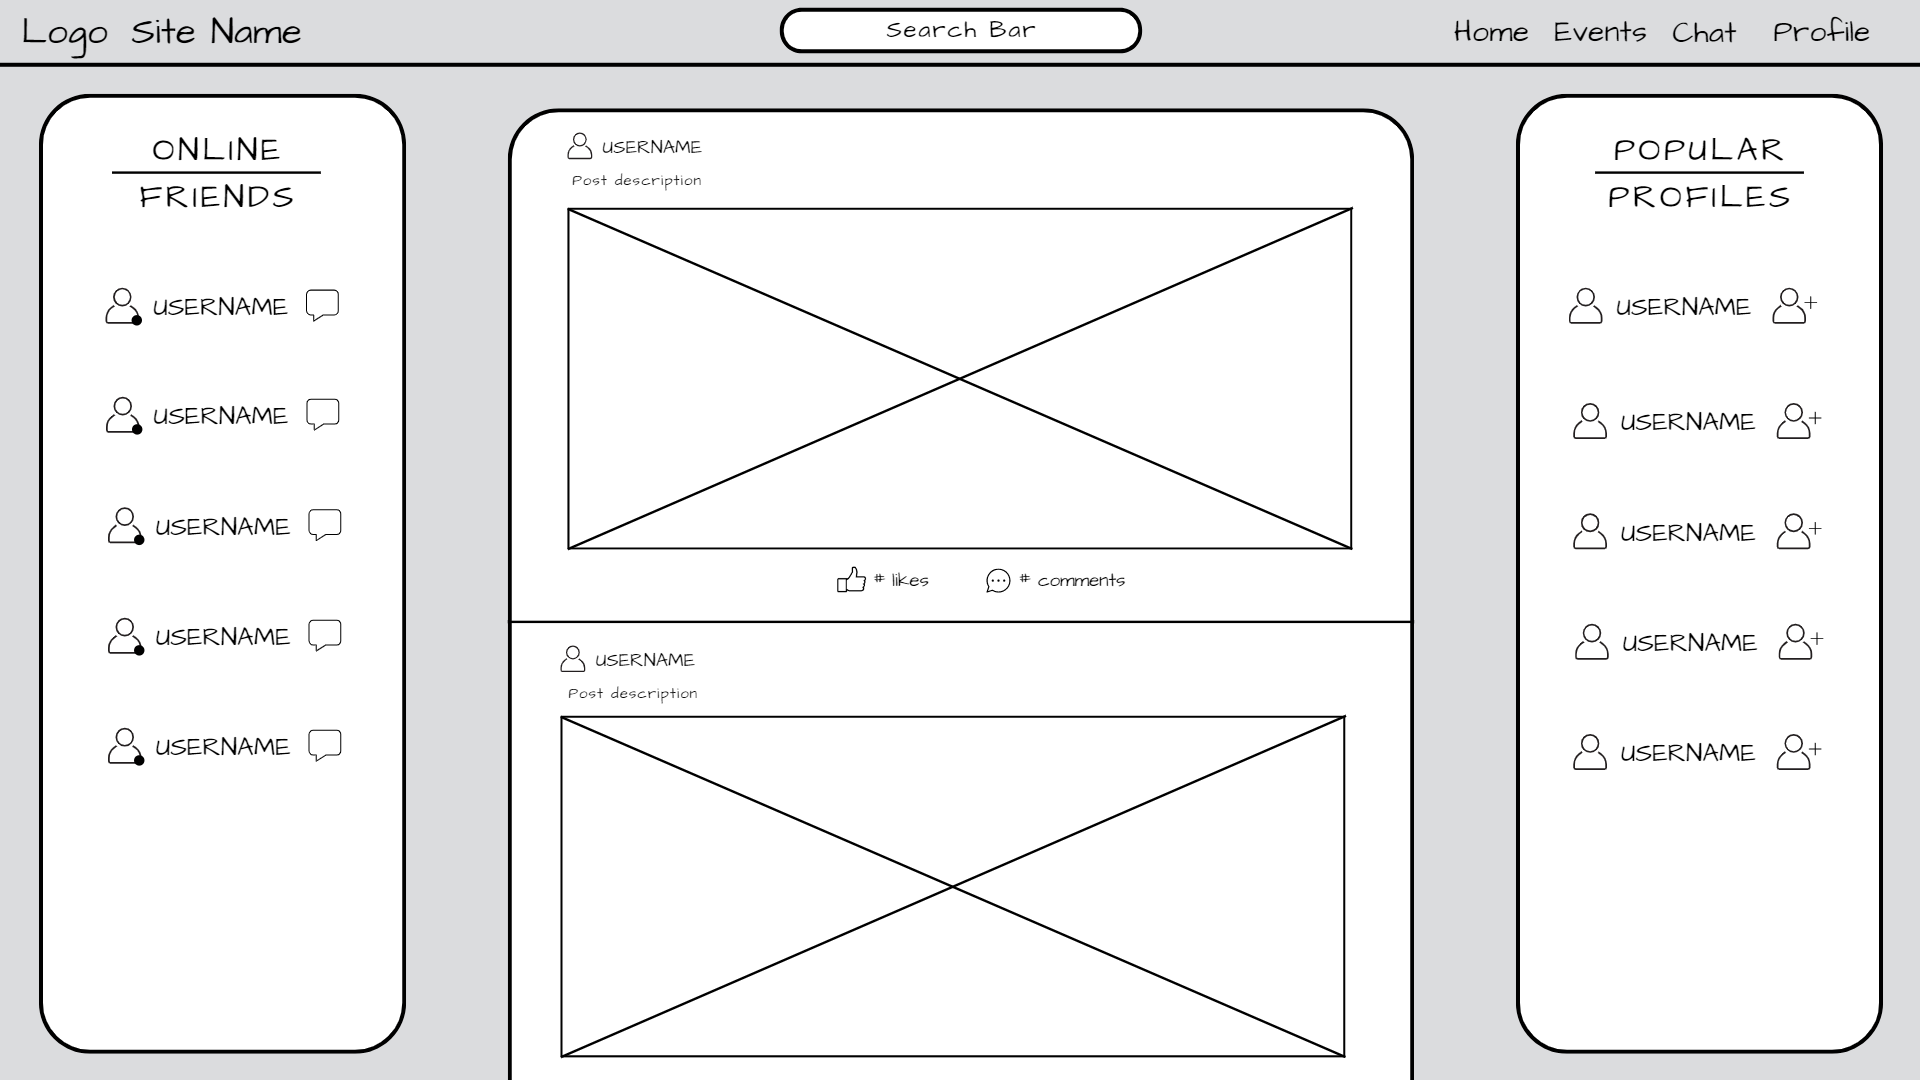 Logo Site Name
Search Bar
Home Events Chat Profile
ONLINE
FRIENDS
USERNAME
USERNAME
USERNAME
USERNAME
USERNAME
USERNAME
Post description
# likes # comments
USERNAME
Post description
POPULAR
PROFILES
USERNAME
USERNAME
USERNAME
USERNAME
USERNAME